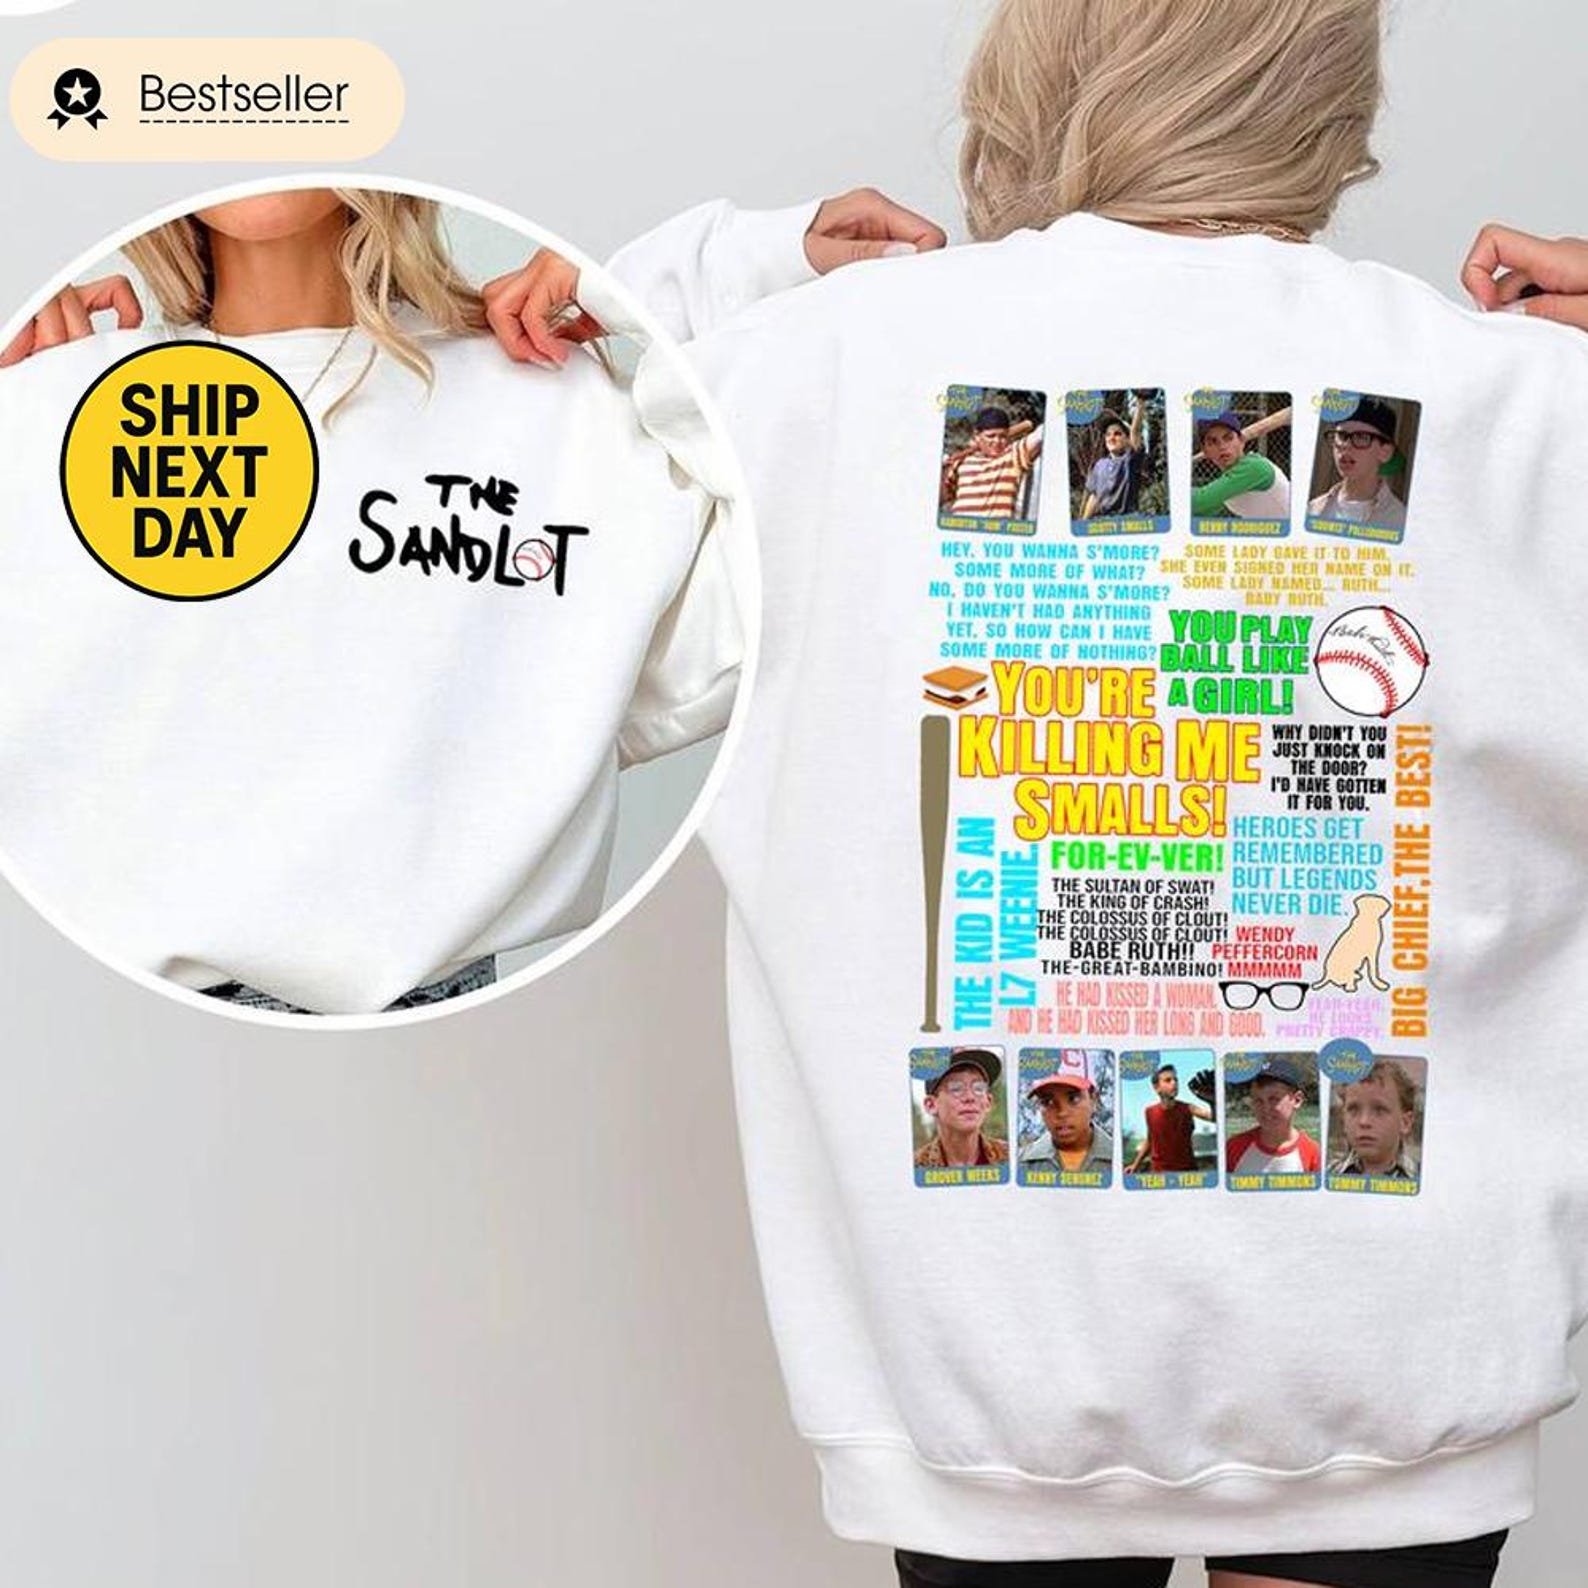 Bestseller
SHIP
NEXT
DAY
THE
SANDLOT
HAMILTON "HAM" PORTER
SCOTTY SMALLS
BENNY RODRIGUEZ
"SQUINTS" PALLEDOROUS
HEY, YOU WANNA S'MORE?
SOME MORE OF WHAT?
NO, DO YOU WANNA S'MORE?
I HAVEN'T HAD ANYTHING
YET, SO HOW CAN I HAVE
SOME MORE OF NOTHING?
SOME LADY GAVE IT TO HIM,
SHE EVEN SIGNED HER NAME ON IT.
SOME LADY NAMED... RUTH...
BABY RUTH.
YOU PLAY
BALL LIKE
A GIRL!
YOU'RE
KILLING ME
SMALLS!
WHY DIDN'T YOU
JUST KNOCK ON
THE DOOR?
I'D HAVE GOTTEN
IT FOR YOU.
BIG CHIEF,THE BEST!
THE KID IS AN
L7 WEENIE.
FOR-EV-VER!
HEROES GET
REMEMBERED
BUT LEGENDS
NEVER DIE.
THE SULTAN OF SWAT!
THE KING OF CRASH!
THE COLOSSUS OF CLOUT!
THE COLOSSUS OF CLOUT!
BABE RUTH!!
THE-GREAT-BAMBINO!
WENDY
PEFFERCORN
MMMMM
HE HAD KISSED A WOMAN.
AND HE HAD KISSED HER LONG AND GOOD.
YEAH-YEAH,
HE LOOKS
PRETTY CRAPPY.
GROVER WEEKS
KENNY DENUNEZ
"YEAH - YEAH"
TIMMY TIMMONS
TOMMY TIMMONS